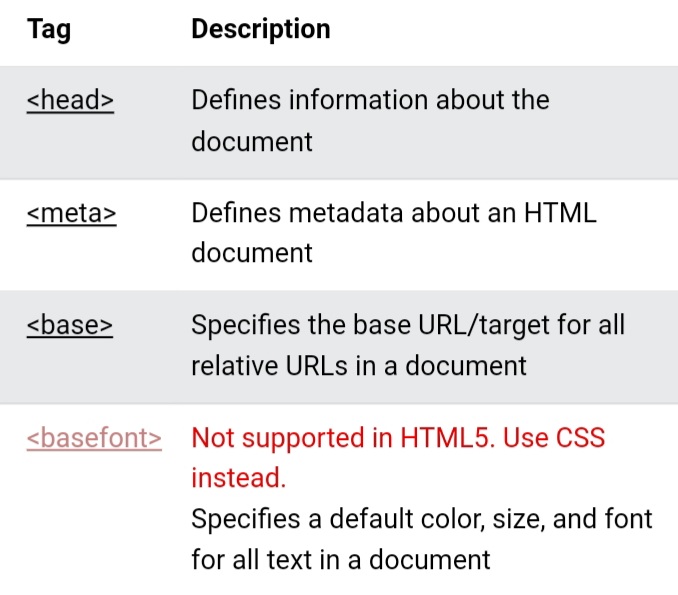 Tag Description
<head> Defines information about the
document
<meta> Defines metadata about an HTML
document
<base> Specifies the base URL/target for all
relative URLs in a document
<basefont> Not supported in HTML5. Use CSS
instead.
Specifies a default color, size, and font
for all text in a document